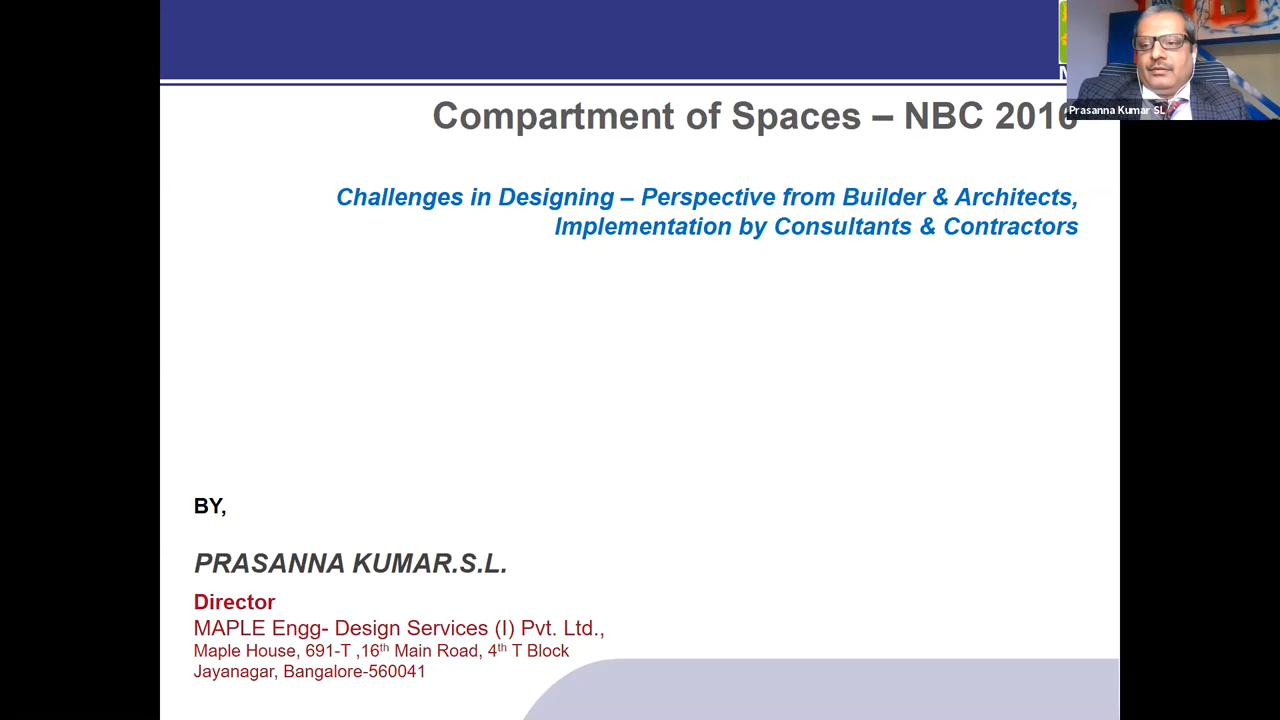 Compartment of Spaces – NBC 2016
Prasanna Kumar SL
Challenges in Designing – Perspective from Builder & Architects,
Implementation by Consultants & Contractors
BY,
PRASANNA KUMAR.S.L.
Director
MAPLE Engg- Design Services (I) Pvt. Ltd.,
Maple House, 691-T ,16th Main Road, 4th T Block
Jayanagar, Bangalore-560041